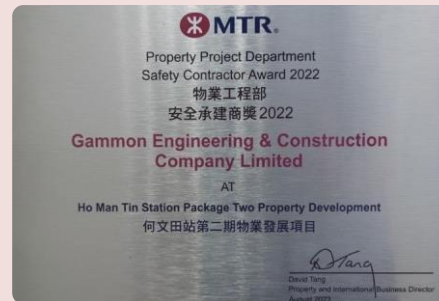 MTR.
Property Project Department
Safety Contractor Award 2022
物業工程部
安全承建商獎2022
Gammon Engineering & Construction
Company Limited
AT
Ho Man Tin Station Package Two Property Development
何文田站第二期物業發展項目
David Tang
Property and International Business Director
August 2023